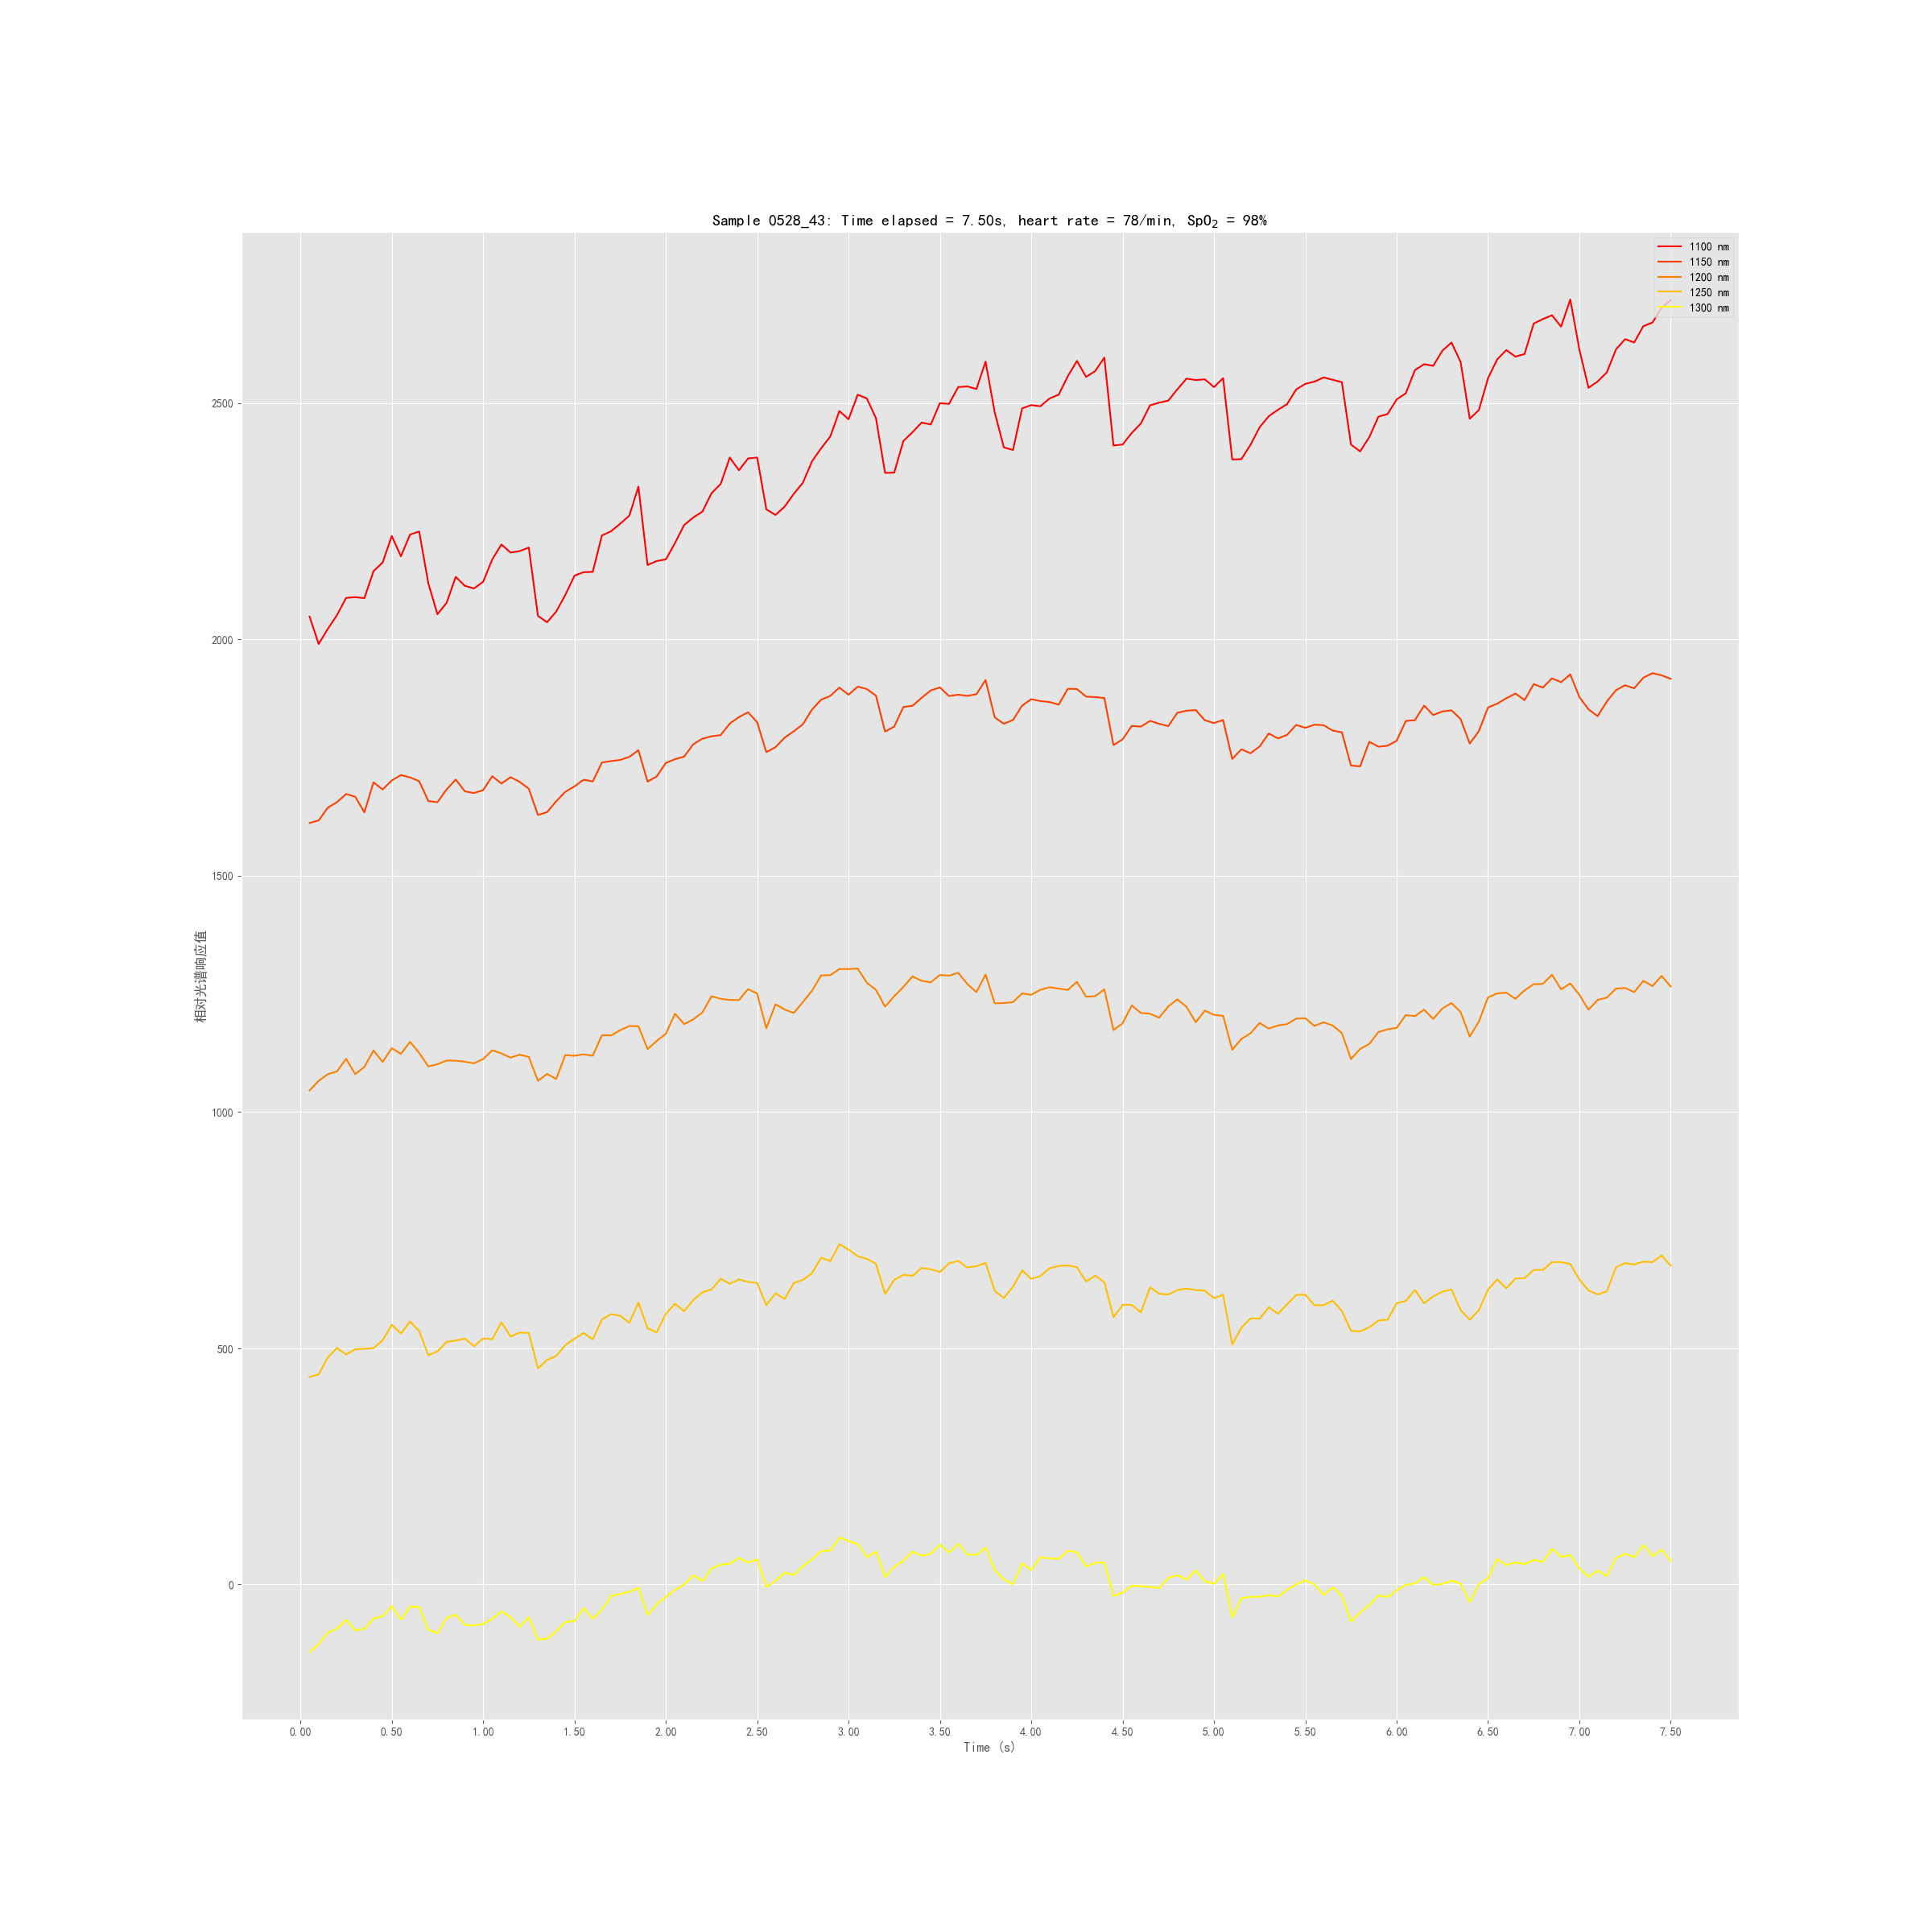 Sample 0528_43: Time elapsed = 7.50s, heart rate = 78/min, SpO₂ = 98%
1100 nm
1150 nm
1200 nm
1250 nm
1300 nm
相对光谱响应值
2500
2000
1500
1000
500
0
0.00 0.50 1.00 1.50 2.00 2.50 3.00 3.50 4.00 4.50 5.00 5.50 6.00 6.50 7.00 7.50
Time (s)